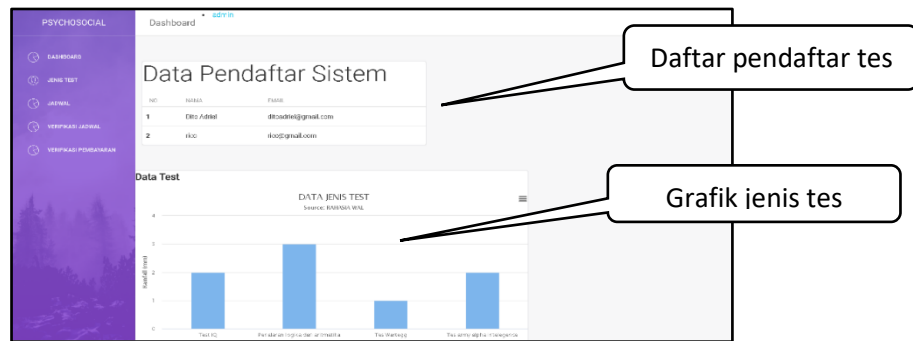 PSYCHOSOCIAL
Dashboard
admin
DASHBOARD
JENIS TEST
JADWAL
VERIFIKASI JADWAL
VERIFIKASI PEMBAYARAN
Data Pendaftar Sistem
NO NAMA EMAIL
1 Dito Adriel ditoadriel@gmail.com
2 rico rico@gmail.com
Daftar pendaftar tes
Data Test
DATA JENIS TEST
Source:
Grafik jenis tes
4
3
2
1
0
Rainfall (mm)
Test IQ
Penalaran logika dan aritmatika
Tes Wartegg
Tes army alpha intelegence